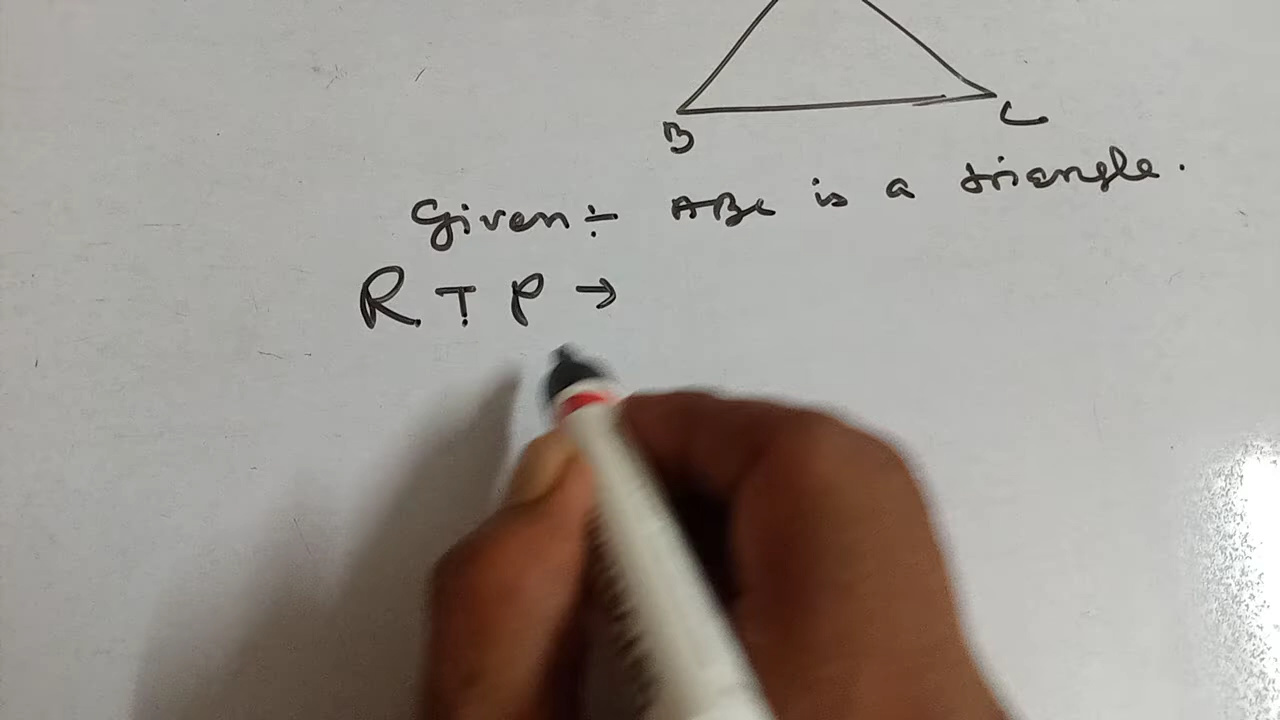 B C
Given÷ ABC is a triangle.
R T P →